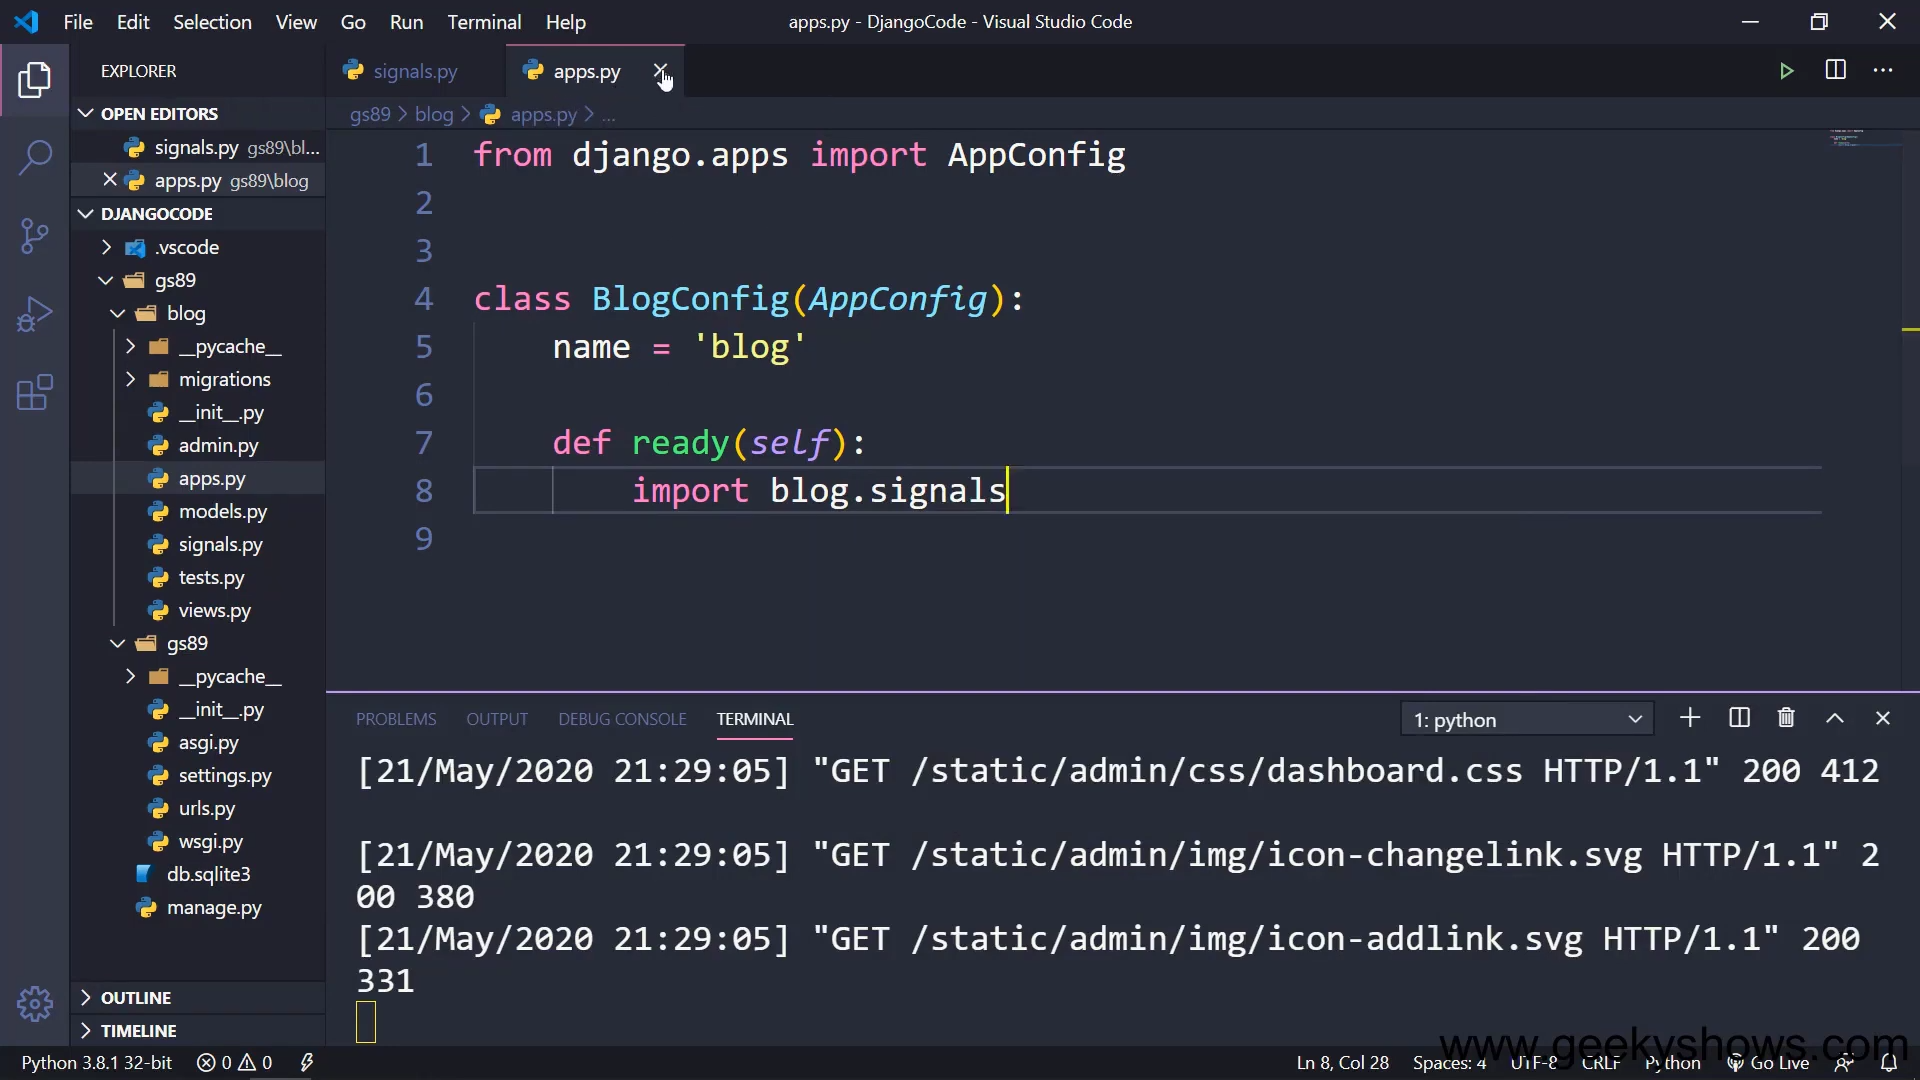 File Edit Selection View Go Run Terminal Help
apps.py - DjangoCode - Visual Studio Code
EXPLORER
OPEN EDITORS
signals.py gs89\bl...
apps.py gs89\blog
DJANGOCODE
.vscode
gs89
blog
__pycache__
migrations
__init__.py
admin.py
apps.py
models.py
signals.py
tests.py
views.py
gs89
__pycache__
__init__.py
asgi.py
settings.py
urls.py
wsgi.py
db.sqlite3
manage.py
OUTLINE
TIMELINE
signals.py apps.py
gs89 > blog > apps.py > ...
1 from django.apps import AppConfig
2
3
4 class BlogConfig(AppConfig):
5 name = 'blog'
6
7 def ready(self):
8 import blog.signals
9
PROBLEMS OUTPUT DEBUG CONSOLE TERMINAL 1: python
[21/May/2020 21:29:05] "GET /static/admin/css/dashboard.css HTTP/1.1" 200 412
[21/May/2020 21:29:05] "GET /static/admin/img/icon-changelink.svg HTTP/1.1" 2
00 380
[21/May/2020 21:29:05] "GET /static/admin/img/icon-addlink.svg HTTP/1.1" 200
331
www.geekyshows.com
Python 3.8.1 32-bit 0 0 Ln 8, Col 28 Spaces: 4 UTF-8 CRLF Python Go Live